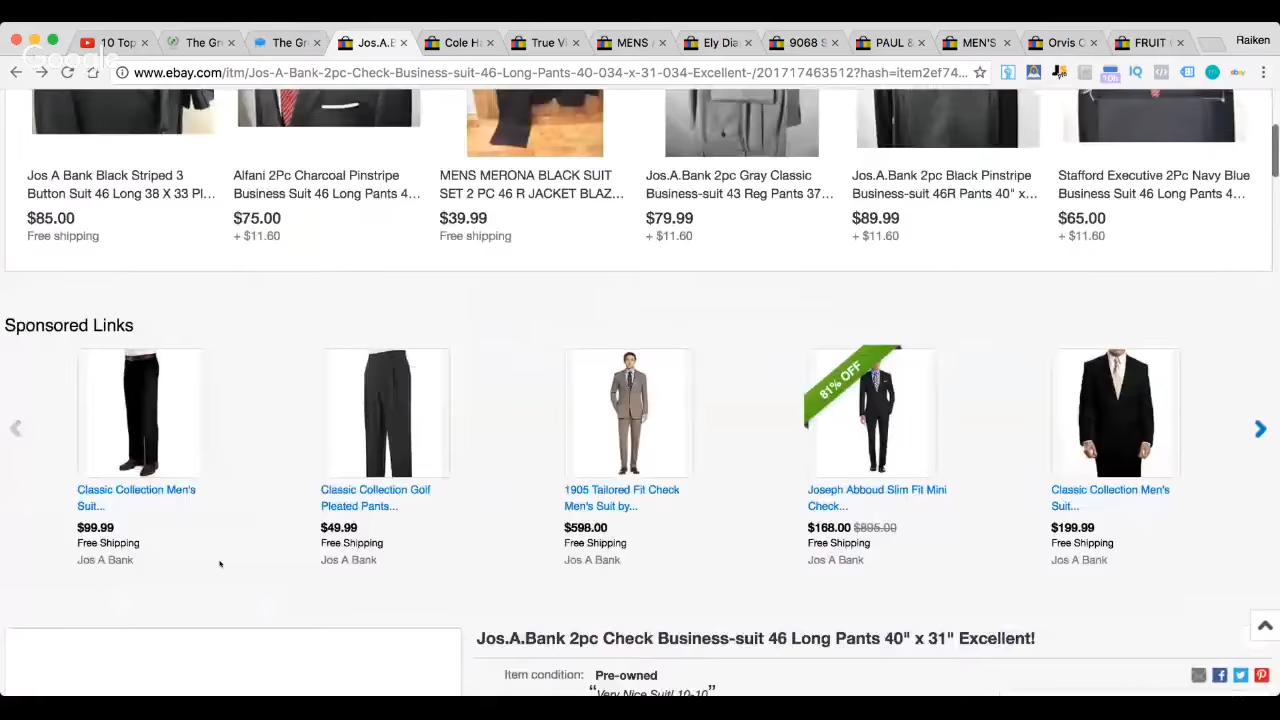 10 Top
The Gr
The Gr
Jos.A.B
Cole H
True Vi
MENS
Ely Dia
9068 S
PAUL &
MEN'S
Orvis C
FRUIT
Raiken
Google
www.ebay.com/itm/Jos-A-Bank-2pc-Check-Business-suit-46-Long-Pants-40-034-x-31-034-Excellent-/201717463512?hash=item2ef74...
10h
IQ
ebay
Jos A Bank Black Striped 3
Button Suit 46 Long 38 X 33 Pl...
$85.00
Free shipping
Alfani 2Pc Charcoal Pinstripe
Business Suit 46 Long Pants 4...
$75.00
+ $11.60
MENS MERONA BLACK SUIT
SET 2 PC 46 R JACKET BLAZ...
$39.99
Free shipping
Jos.A.Bank 2pc Gray Classic
Business-suit 43 Reg Pants 37...
$79.99
+ $11.60
Jos.A.Bank 2pc Black Pinstripe
Business-suit 46R Pants 40" x...
$89.99
+ $11.60
Stafford Executive 2Pc Navy Blue
Business Suit 46 Long Pants 4...
$65.00
+ $11.60
Sponsored Links
81% OFF
Classic Collection Men's
Suit...
$99.99
Free Shipping
Jos A Bank
Classic Collection Golf
Pleated Pants...
$49.99
Free Shipping
Jos A Bank
1905 Tailored Fit Check
Men's Suit by...
$598.00
Free Shipping
Jos A Bank
Joseph Abboud Slim Fit Mini
Check...
$168.00 $895.00
Free Shipping
Jos A Bank
Classic Collection Men's
Suit...
$199.99
Free Shipping
Jos A Bank
Jos.A.Bank 2pc Check Business-suit 46 Long Pants 40" x 31" Excellent!
Item condition: Pre-owned
“Very Nice Suit! 10-10”